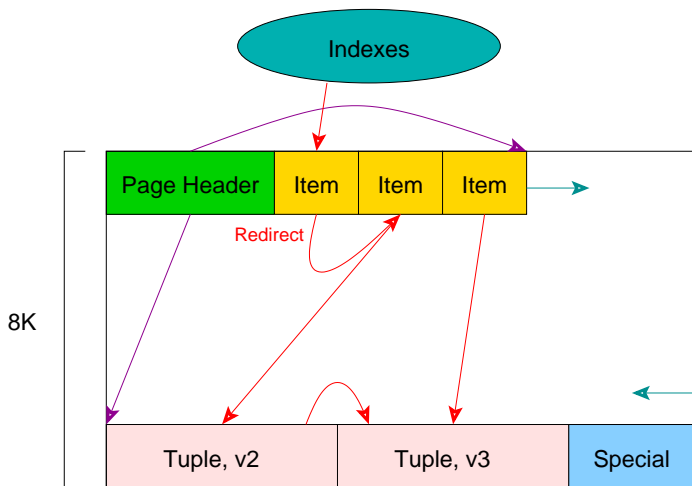 Indexes
Page Header Item Item Item
Redirect
8K
Tuple, v2 Tuple, v3 Special